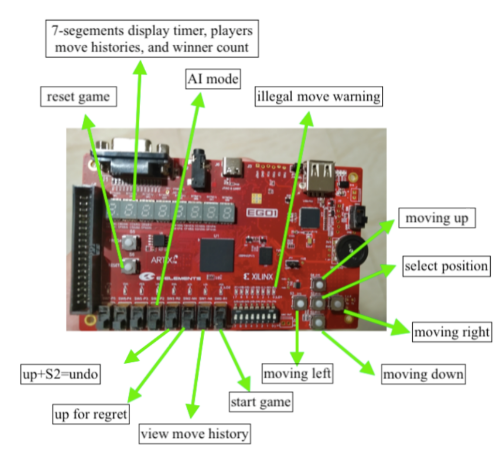 7-segements display timer, players
move histories, and winner count
AI mode
reset game
illegal move warning
moving up
select position
EGO1
XILINX
moving right
up+S2=undo
moving left
moving down
start game
up for regret
view move history